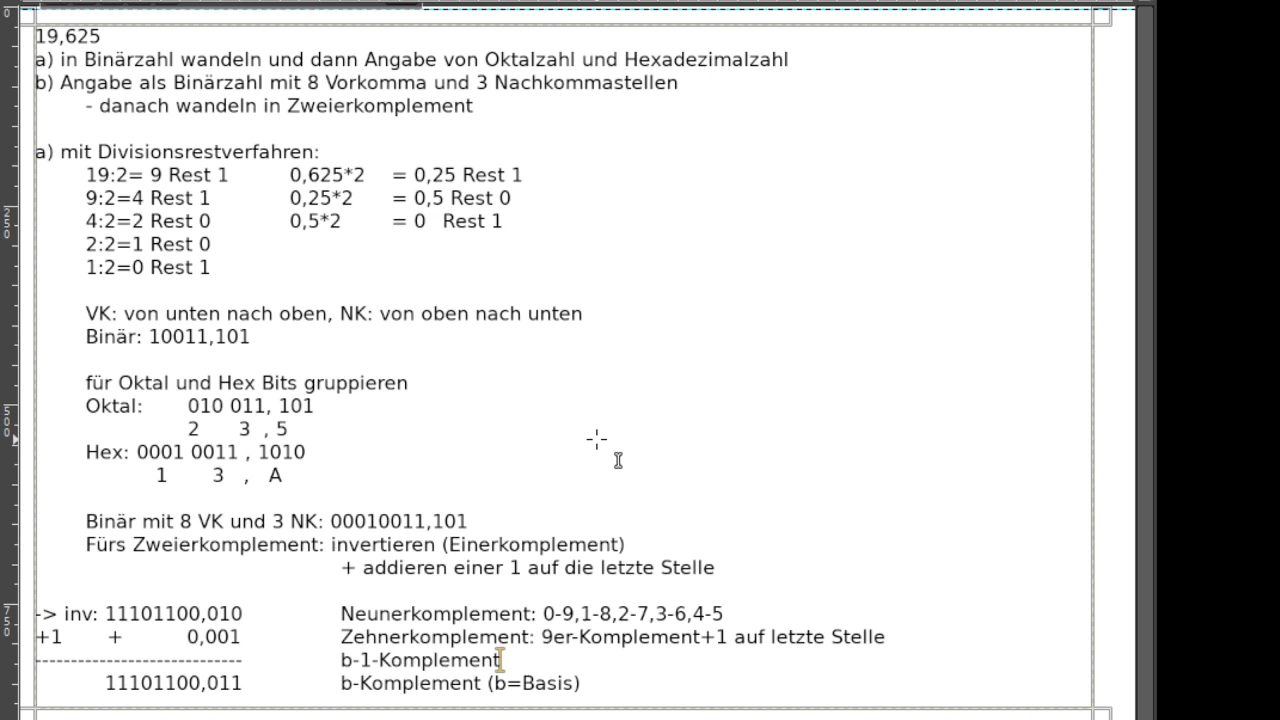 19,625
a) in Binärzahl wandeln und dann Angabe von Oktalzahl und Hexadezimalzahl
b) Angabe als Binärzahl mit 8 Vorkomma und 3 Nachkommastellen
- danach wandeln in Zweierkomplement
a) mit Divisionsrestverfahren:
19:2= 9 Rest 1 0,625*2 = 0,25 Rest 1
9:2=4 Rest 1 0,25*2 = 0,5 Rest 0
4:2=2 Rest 0 0,5*2 = 0 Rest 1
2:2=1 Rest 0
1:2=0 Rest 1
VK: von unten nach oben, NK: von oben nach unten
Binär: 10011,101
für Oktal und Hex Bits gruppieren
Oktal: 010 011, 101
2 3 , 5
Hex: 0001 0011 , 1010
1 3 , A
Binär mit 8 VK und 3 NK: 00010011,101
Fürs Zweierkomplement: invertieren (Einerkomplement)
+ addieren einer 1 auf die letzte Stelle
-> inv: 11101100,010 Neunerkomplement: 0-9,1-8,2-7,3-6,4-5
+1 + 0,001 Zehnerkomplement: 9er-Komplement+1 auf letzte Stelle
------------------------- b-1-Komplement
11101100,011 b-Komplement (b=Basis)
0
250
500
750